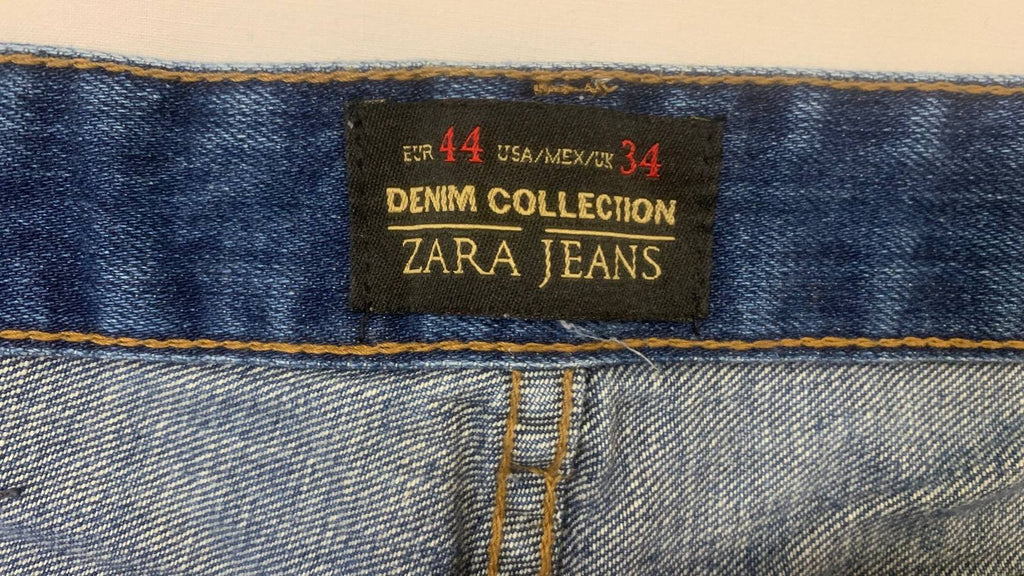 EUR 44 USA/MEX/UK 34
DENIM COLLECTION
ZARA JEANS